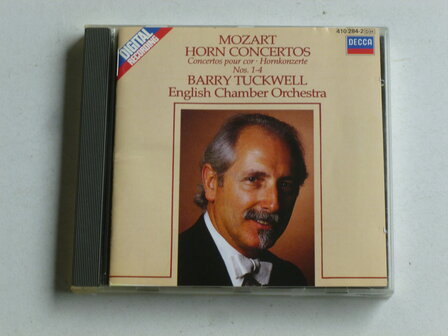 410 284-2 DH
DIGITAL
RECORDING
DECCA
MOZART
HORN CONCERTOS
Concertos pour cor · Hornkonzerte
Nos. 1-4
BARRY TUCKWELL
English Chamber Orchestra